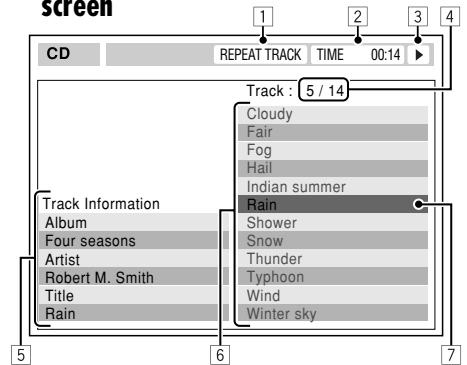 screen
1 2 3 4
CD REPEAT TRACK TIME 00:14
Track : 5 / 14
Cloudy
Fair
Fog
Hail
Indian summer
Track Information Rain
Album Shower
Four seasons Snow
Artist Thunder
Robert M. Smith Typhoon
Title Wind
Rain Winter sky
5 6 7